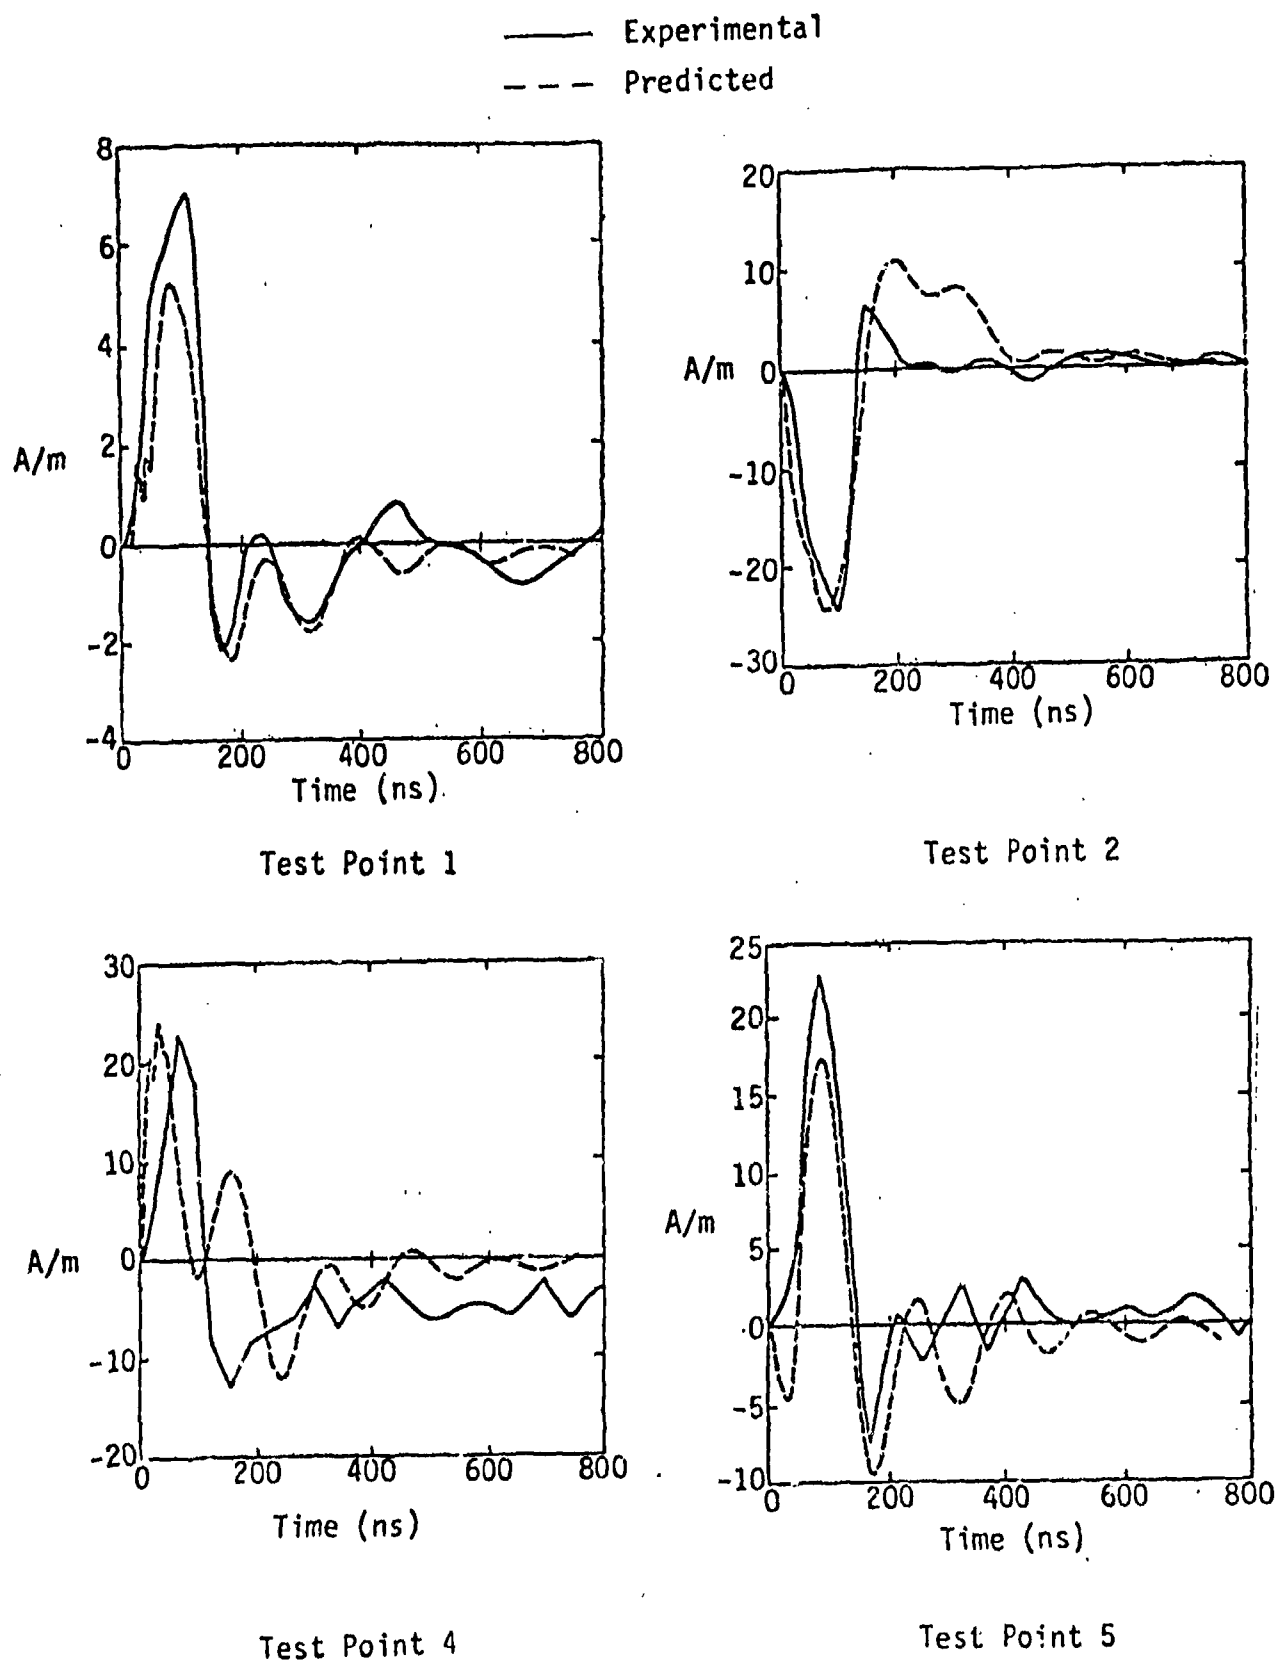 Experimental
Predicted
8
6
4
2
0
-2
-4
A/m
0 200 400 600 800
Time (ns)
Test Point 1
20
10
0
-10
-20
-30
A/m
0 200 400 600 800
Time (ns)
Test Point 2
30
20
10
0
-10
-20
A/m
0 200 400 600 800
Time (ns)
Test Point 4
25
20
15
10
5
0
-5
-10
A/m
0 200 400 600 800
Time (ns)
Test Point 5